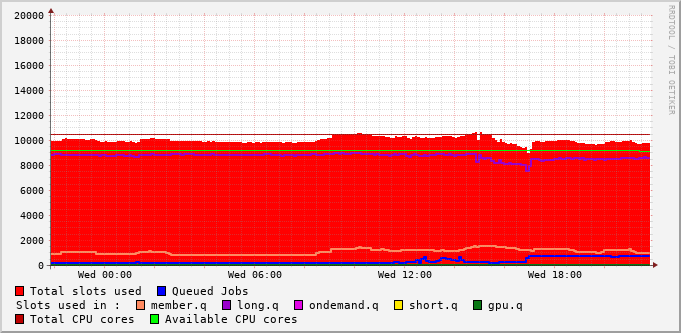 20000
18000
16000
14000
12000
10000
8000
6000
4000
2000
0
Wed 00:00 Wed 06:00 Wed 12:00 Wed 18:00
RRDTOOL / TOBI OETIKER
Total slots used Queued Jobs
Slots used in : member.q long.q ondemand.q short.q gpu.q
Total CPU cores Available CPU cores